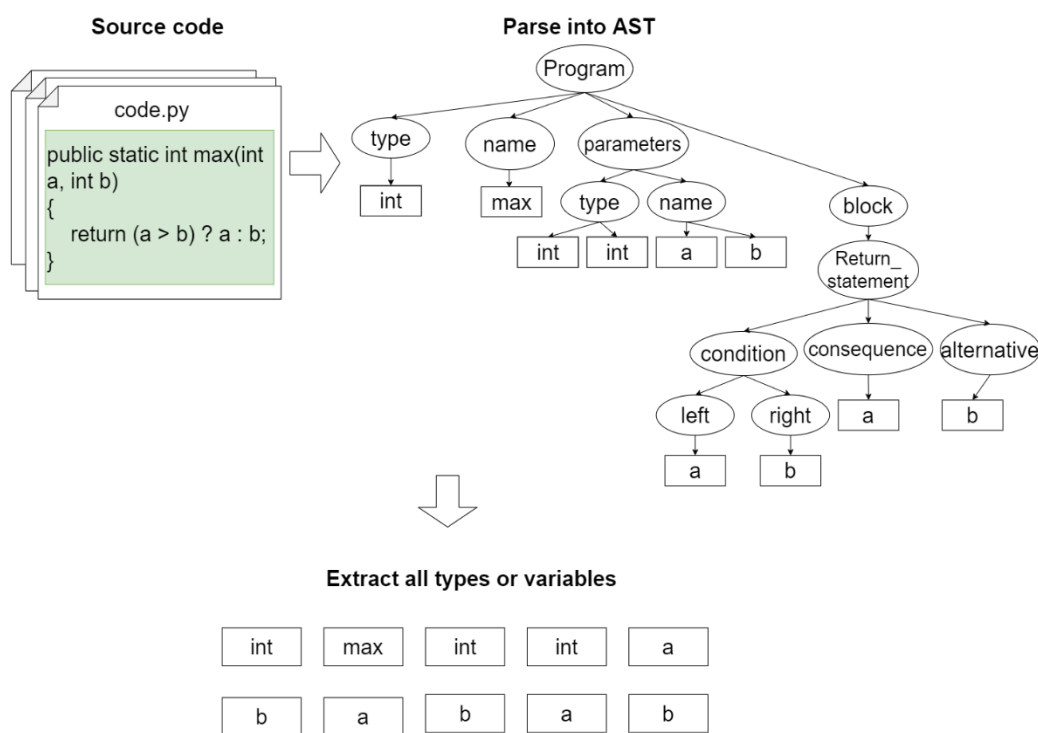 Source code
Parse into AST
code.py
public static int max(int
a, int b)
{
return (a > b) ? a : b;
}
Program
type
name
parameters
int
max
type
name
block
int
int
a
b
Return_
statement
condition
consequence
alternative
left
right
a
b
a
b
Extract all types or variables
int
max
int
int
a
b
a
b
a
b